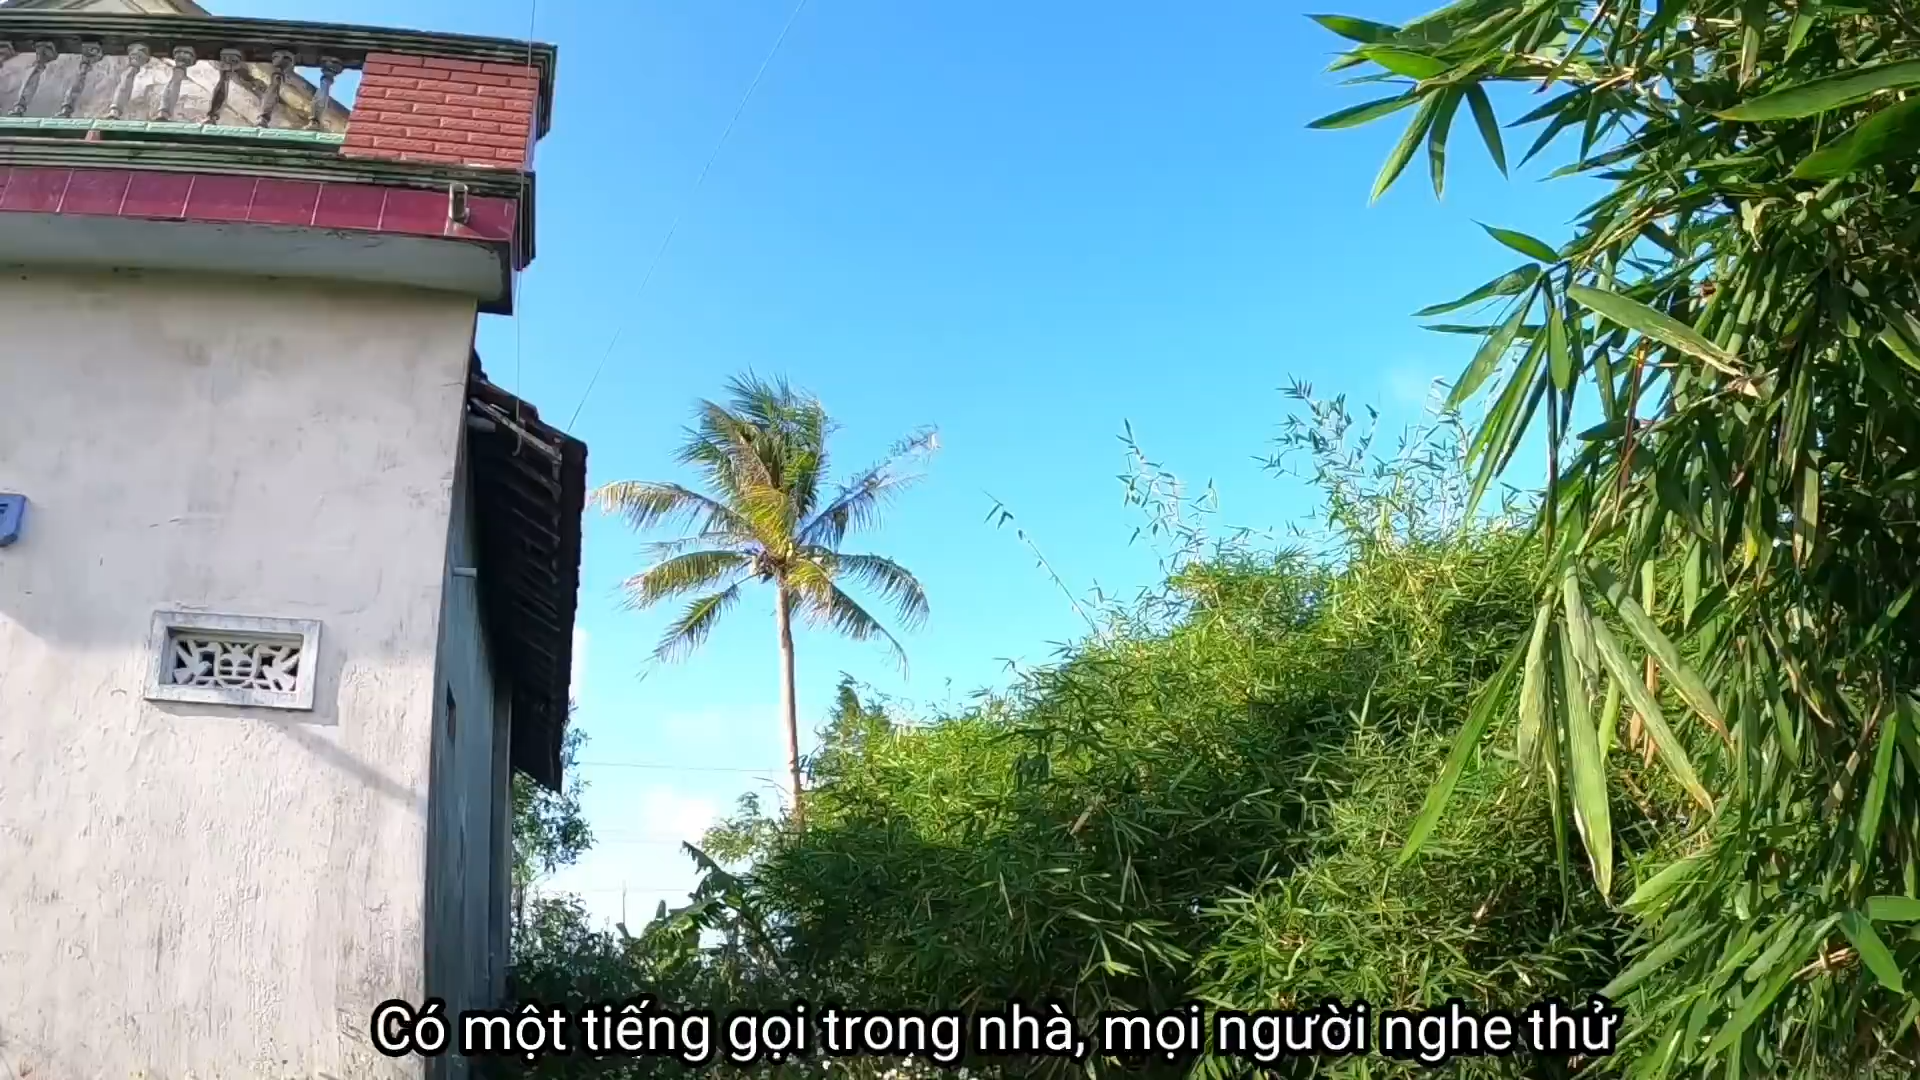 Có một tiếng gọi trong nhà, mọi người nghe thử